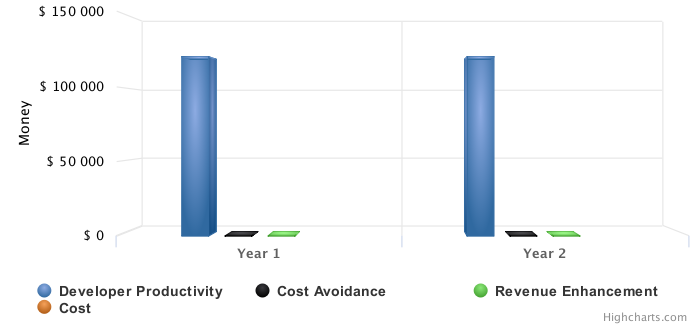 $ 150 000
$ 100 000
$ 50 000
$ 0
Money
Year 1
Year 2
Developer Productivity
Cost Avoidance
Revenue Enhancement
Cost
Highcharts.com